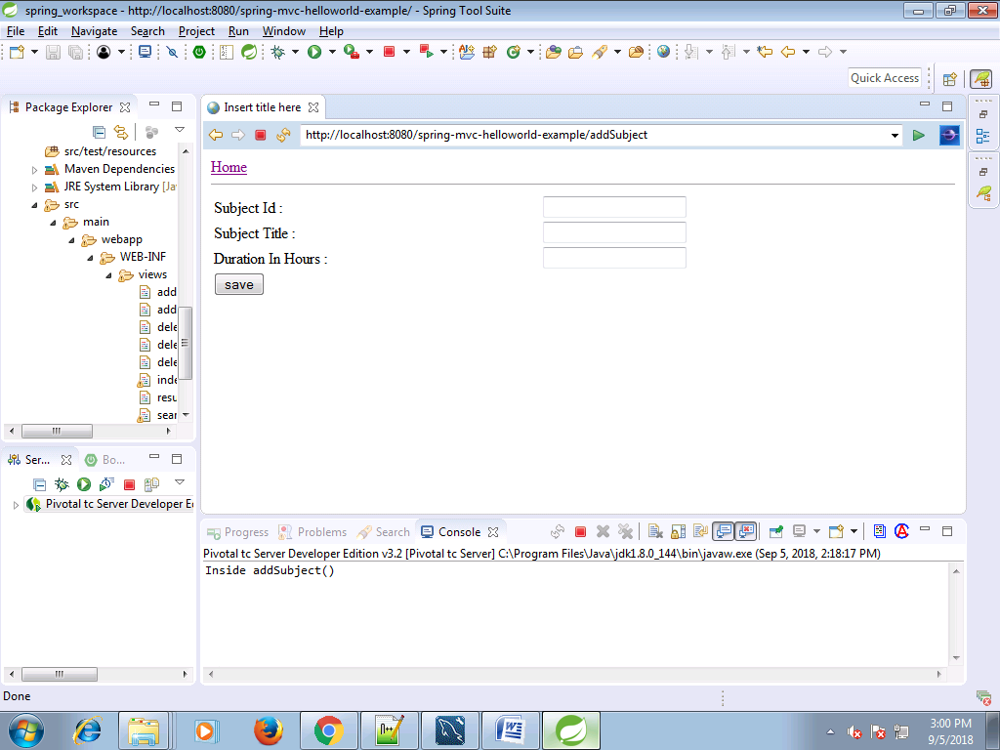 spring_workspace - http://localhost:8080/spring-mvc-helloworld-example/ - Spring Tool Suite
File Edit Navigate Search Project Run Window Help
Quick Access
Package Explorer
src/test/resources
Maven Dependencies
JRE System Library [Ja
src
main
webapp
WEB-INF
views
add
add
dele
dele
dele
inde
resu
sear
Insert title here
http://localhost:8080/spring-mvc-helloworld-example/addSubject
Home
Subject Id :
Subject Title :
Duration In Hours :
save
Ser... Bo...
Pivotal tc Server Developer E
Progress Problems Search Console
Pivotal tc Server Developer Edition v3.2 [Pivotal tc Server] C:\Program Files\Java\jdk1.8.0_144\bin\javaw.exe (Sep 5, 2018, 2:18:17 PM)
Inside addSubject()
Done
3:00 PM
9/5/2018